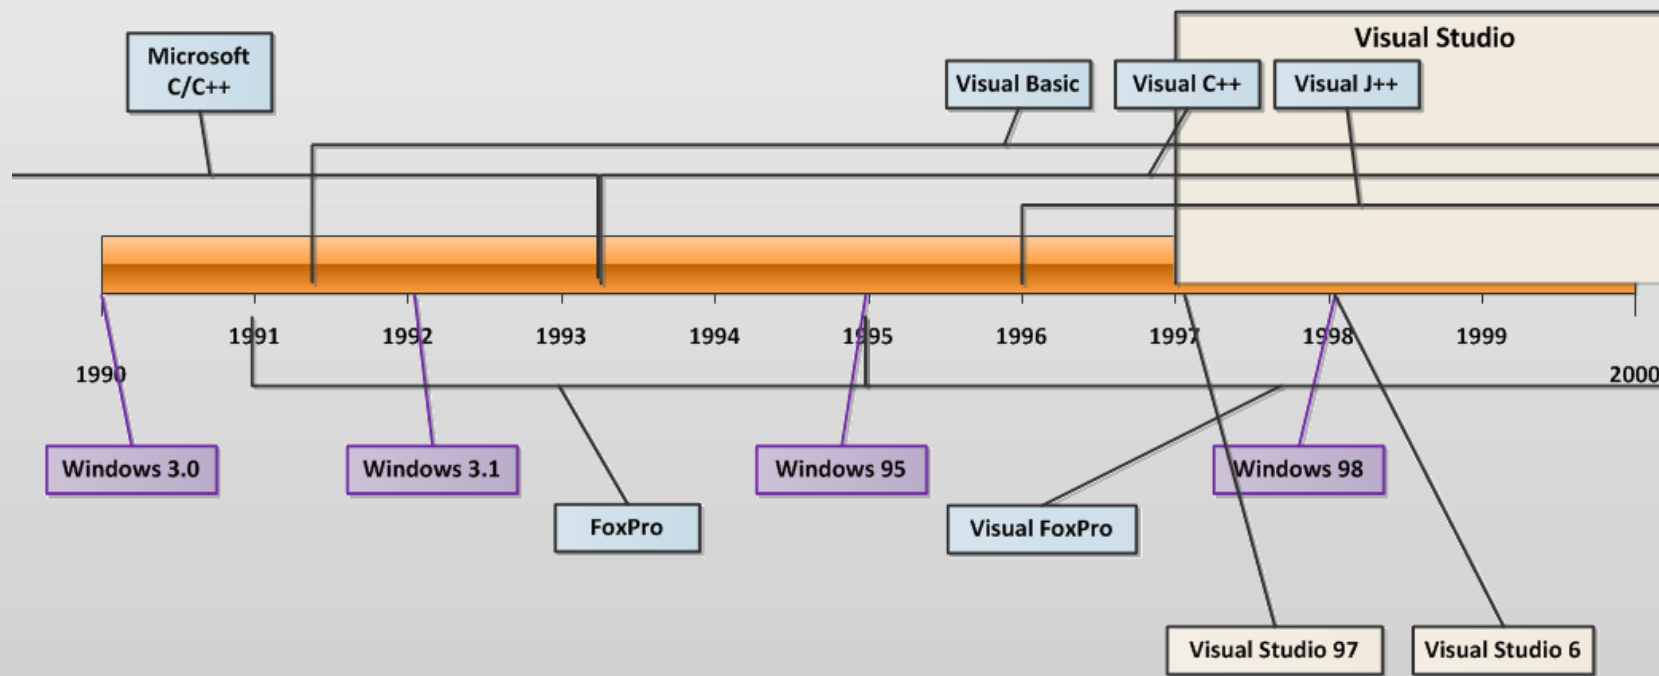 Visual Studio
Microsoft
C/C++
Visual Basic
Visual C++
Visual J++
1991
1992
1993
1994
1995
1996
1997
1998
1999
1990
2000
Windows 3.0
Windows 3.1
Windows 95
Windows 98
FoxPro
Visual FoxPro
Visual Studio 97
Visual Studio 6